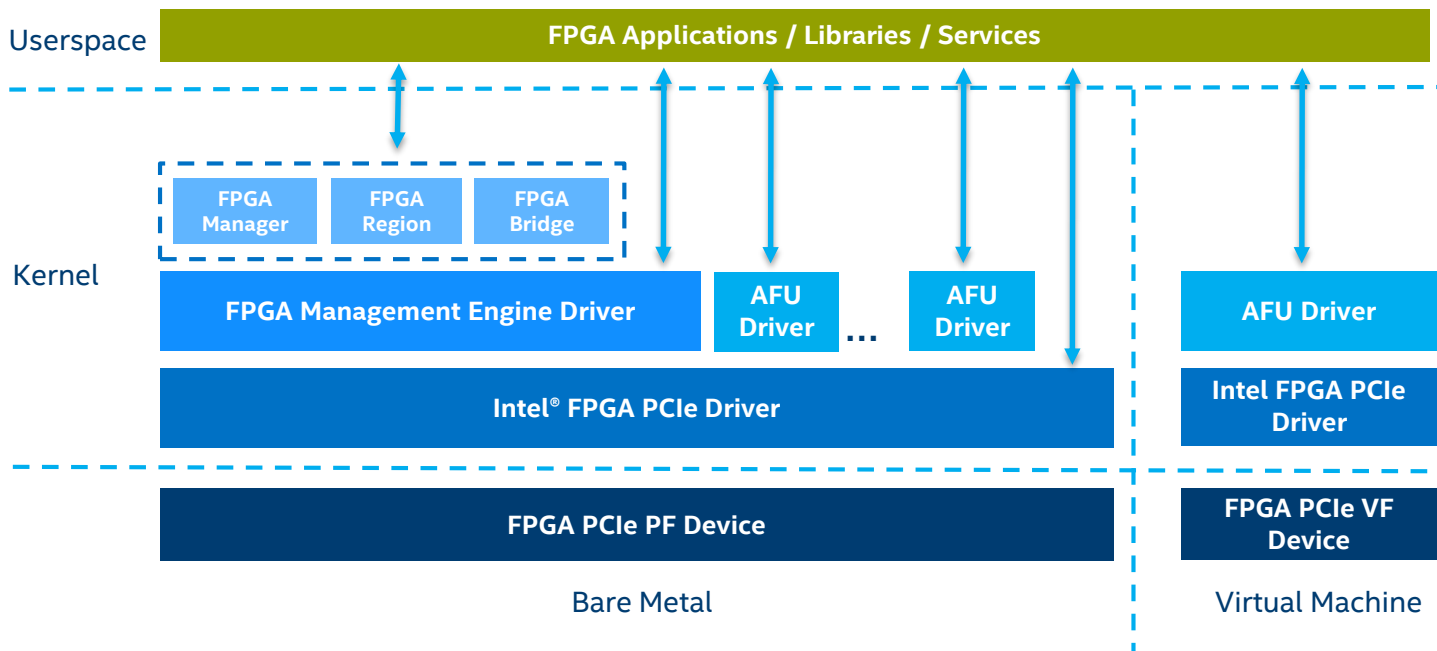 Userspace
FPGA Applications / Libraries / Services
Kernel
FPGA
Manager
FPGA
Region
FPGA
Bridge
FPGA Management Engine Driver
AFU
Driver
...
AFU
Driver
AFU Driver
Intel® FPGA PCIe Driver
Intel FPGA PCIe
Driver
FPGA PCIe PF Device
FPGA PCIe VF
Device
Bare Metal
Virtual Machine